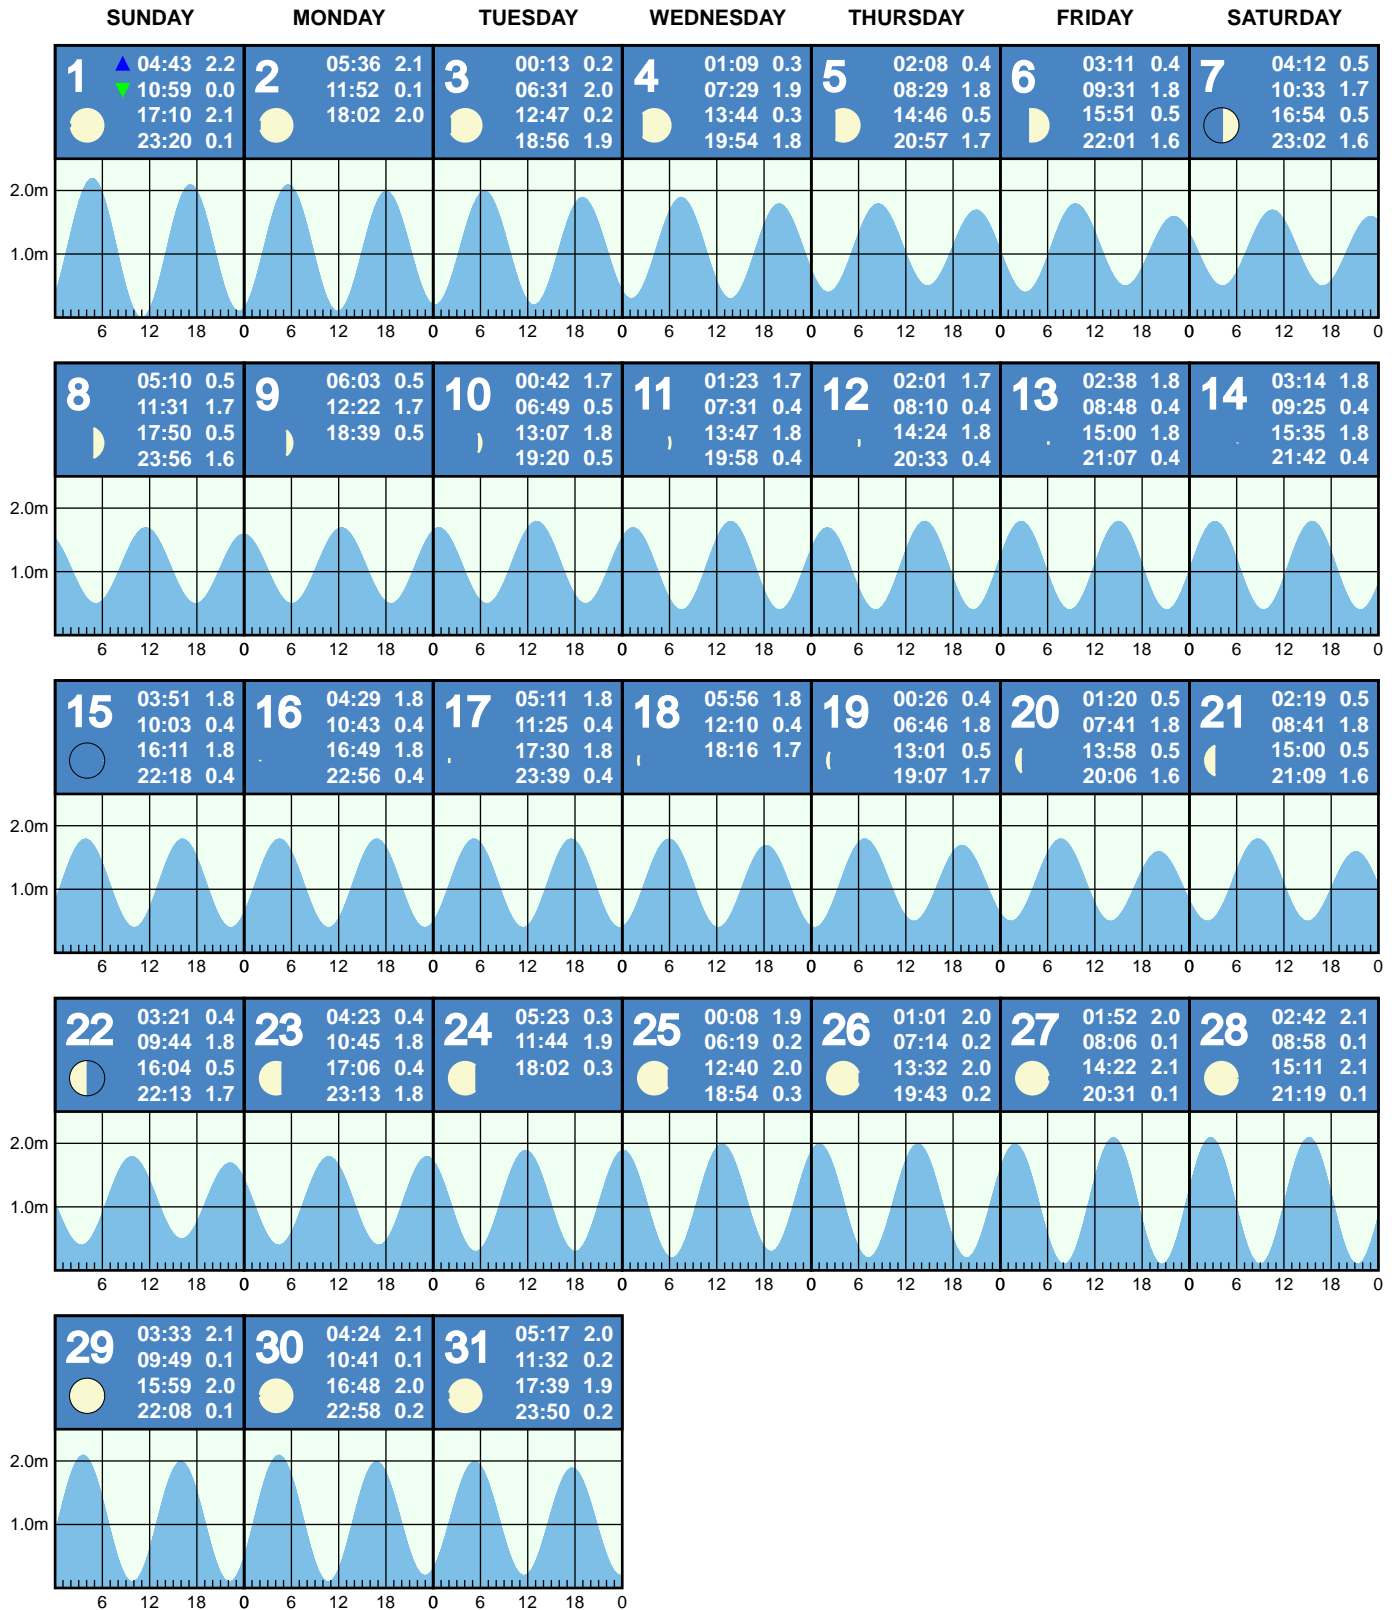 SUNDAY MONDAY TUESDAY WEDNESDAY THURSDAY FRIDAY SATURDAY
1 04:43 2.2
10:59 0.0
17:10 2.1
23:20 0.1
2 05:36 2.1
11:52 0.1
18:02 2.0
3 00:13 0.2
06:31 2.0
12:47 0.2
18:56 1.9
4 01:09 0.3
07:29 1.9
13:44 0.3
19:54 1.8
5 02:08 0.4
08:29 1.8
14:46 0.5
20:57 1.7
6 03:11 0.4
09:31 1.8
15:51 0.5
22:01 1.6
7 04:12 0.5
10:33 1.7
16:54 0.5
23:02 1.6
2.0m
1.0m
6 12 18 0 6 12 18 0 6 12 18 0 6 12 18 0 6 12 18 0 6 12 18 0 6 12 18 0
8 05:10 0.5
11:31 1.7
17:50 0.5
23:56 1.6
9 06:03 0.5
12:22 1.7
18:39 0.5
10 00:42 1.7
06:49 0.5
13:07 1.8
19:20 0.5
11 01:23 1.7
07:31 0.4
13:47 1.8
19:58 0.4
12 02:01 1.7
08:10 0.4
14:24 1.8
20:33 0.4
13 02:38 1.8
08:48 0.4
15:00 1.8
21:07 0.4
14 03:14 1.8
09:25 0.4
15:35 1.8
21:42 0.4
2.0m
1.0m
6 12 18 0 6 12 18 0 6 12 18 0 6 12 18 0 6 12 18 0 6 12 18 0 6 12 18 0
15 03:51 1.8
10:03 0.4
16:11 1.8
22:18 0.4
16 04:29 1.8
10:43 0.4
16:49 1.8
22:56 0.4
17 05:11 1.8
11:25 0.4
17:30 1.8
23:39 0.4
18 05:56 1.8
12:10 0.4
18:16 1.7
19 00:26 0.4
06:46 1.8
13:01 0.5
19:07 1.7
20 01:20 0.5
07:41 1.8
13:58 0.5
20:06 1.6
21 02:19 0.5
08:41 1.8
15:00 0.5
21:09 1.6
2.0m
1.0m
6 12 18 0 6 12 18 0 6 12 18 0 6 12 18 0 6 12 18 0 6 12 18 0 6 12 18 0
22 03:21 0.4
09:44 1.8
16:04 0.5
22:13 1.7
23 04:23 0.4
10:45 1.8
17:06 0.4
23:13 1.8
24 05:23 0.3
11:44 1.9
18:02 0.3
25 00:08 1.9
06:19 0.2
12:40 2.0
18:54 0.3
26 01:01 2.0
07:14 0.2
13:32 2.0
19:43 0.2
27 01:52 2.0
08:06 0.1
14:22 2.1
20:31 0.1
28 02:42 2.1
08:58 0.1
15:11 2.1
21:19 0.1
2.0m
1.0m
6 12 18 0 6 12 18 0 6 12 18 0 6 12 18 0 6 12 18 0 6 12 18 0 6 12 18 0
29 03:33 2.1
09:49 0.1
15:59 2.0
22:08 0.1
30 04:24 2.1
10:41 0.1
16:48 2.0
22:58 0.2
31 05:17 2.0
11:32 0.2
17:39 1.9
23:50 0.2
2.0m
1.0m
6 12 18 0 6 12 18 0 6 12 18 0